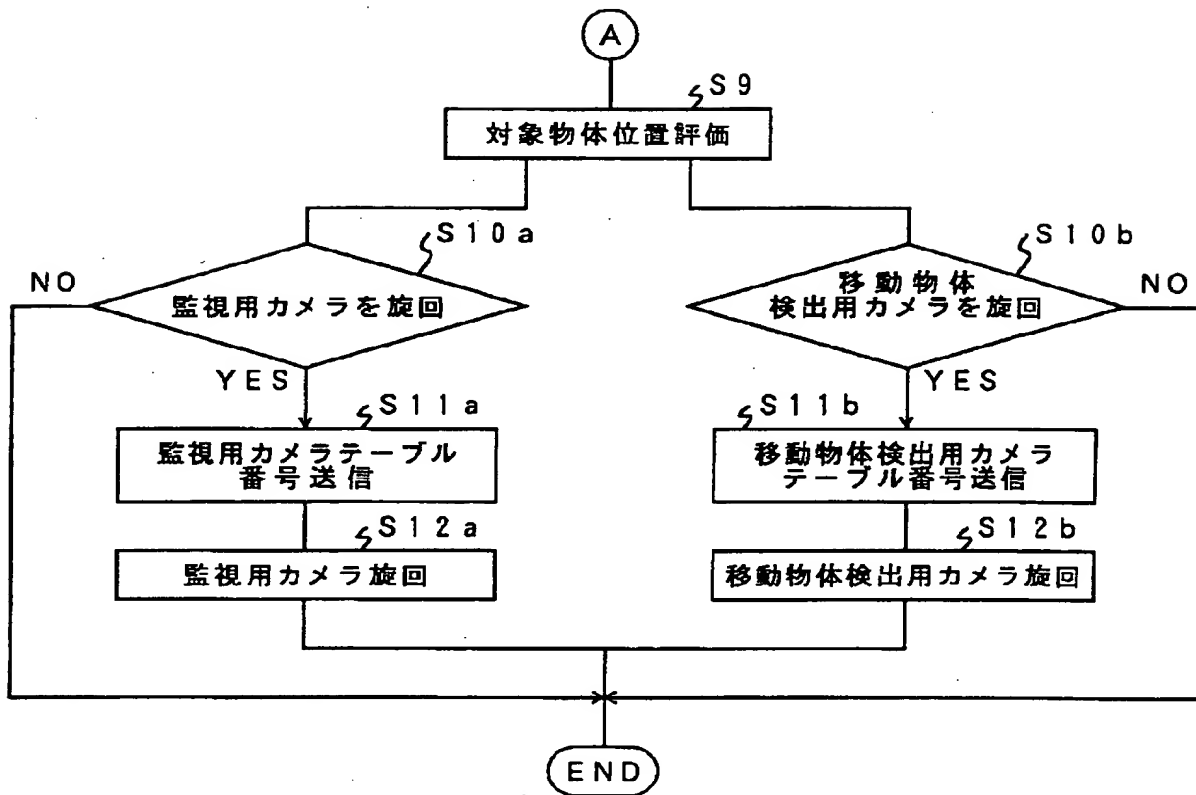 A
S9
対象物体位置評価
S10a
S10b
NO
監視用カメラを旋回
移動物体
検出用カメラを旋回
NO
YES
YES
S11a
S11b
監視用カメラテーブル
番号送信
移動物体検出用カメラ
テーブル番号送信
S12a
S12b
監視用カメラ旋回
移動物体検出用カメラ旋回
END